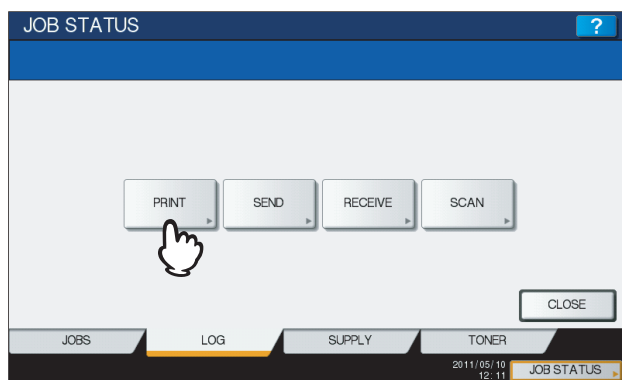 JOB STATUS ?
PRINT SEND RECEIVE SCAN
CLOSE
JOBS LOG SUPPLY TONER
2011/05/10
12:11 JOB STATUS